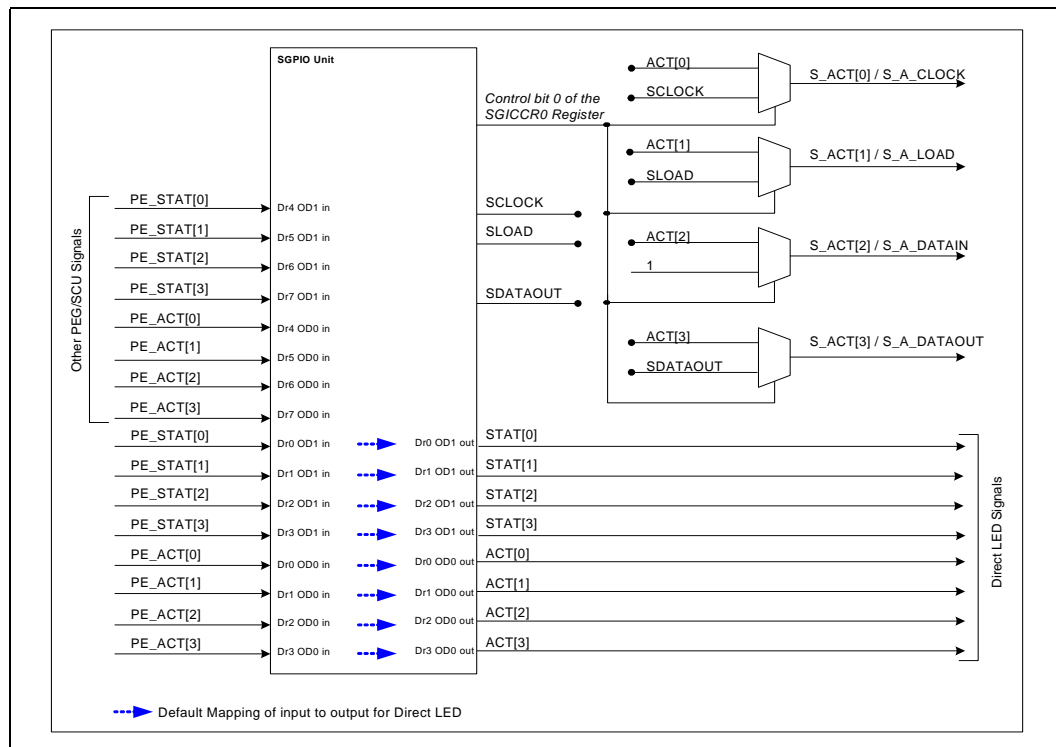 SGPIO Unit
Control bit 0 of the
SGICCR0 Register
ACT[0]
SCLOCK
S_ACT[0] / S_A_CLOCK
ACT[1]
SLOAD
S_ACT[1] / S_A_LOAD
ACT[2]
1
S_ACT[2] / S_A_DATAIN
ACT[3]
SDATAOUT
S_ACT[3] / S_A_DATAOUT
SCLOCK
SLOAD
SDATAOUT
Other PEG/SCU Signals
PE_STAT[0] Dr4 OD1 in
PE_STAT[1] Dr5 OD1 in
PE_STAT[2] Dr6 OD1 in
PE_STAT[3] Dr7 OD1 in
PE_ACT[0] Dr4 OD0 in
PE_ACT[1] Dr5 OD0 in
PE_ACT[2] Dr6 OD0 in
PE_ACT[3] Dr7 OD0 in
PE_STAT[0] Dr0 OD1 in Dr0 OD1 out STAT[0]
PE_STAT[1] Dr1 OD1 in Dr1 OD1 out STAT[1]
PE_STAT[2] Dr2 OD1 in Dr2 OD1 out STAT[2]
PE_STAT[3] Dr3 OD1 in Dr3 OD1 out STAT[3]
PE_ACT[0] Dr0 OD0 in Dr0 OD0 out ACT[0]
PE_ACT[1] Dr1 OD0 in Dr1 OD0 out ACT[1]
PE_ACT[2] Dr2 OD0 in Dr2 OD0 out ACT[2]
PE_ACT[3] Dr3 OD0 in Dr3 OD0 out ACT[3]
Direct LED Signals
Default Mapping of input to output for Direct LED